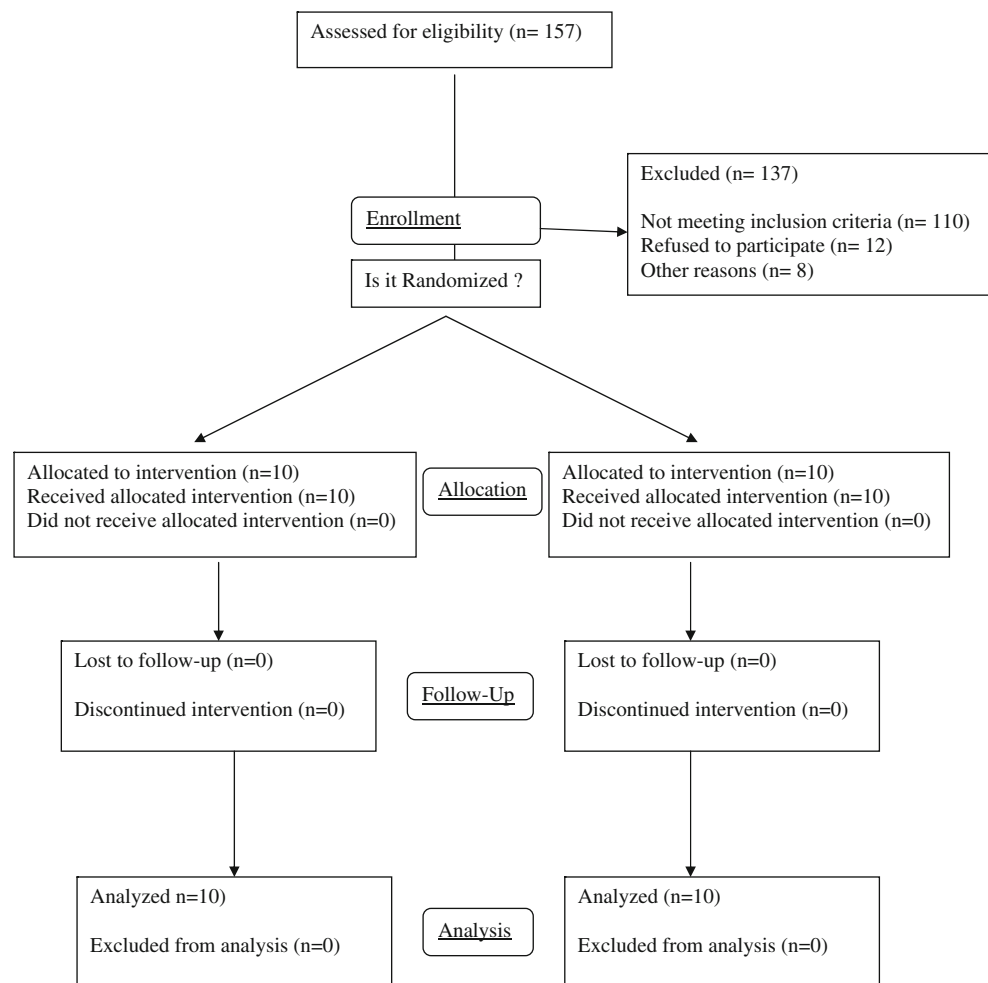 Assessed for eligibility (n= 157)
Excluded (n= 137)
Not meeting inclusion criteria (n= 110)
Refused to participate (n= 12)
Other reasons (n= 8)
Enrollment
Is it Randomized ?
Allocated to intervention (n=10)
Received allocated intervention (n=10)
Did not receive allocated intervention (n=0)
Allocation
Allocated to intervention (n=10)
Received allocated intervention (n=10)
Did not receive allocated intervention (n=0)
Lost to follow-up (n=0)
Discontinued intervention (n=0)
Follow-Up
Lost to follow-up (n=0)
Discontinued intervention (n=0)
Analyzed n=10)
Excluded from analysis (n=0)
Analysis
Analyzed (n=10)
Excluded from analysis (n=0)